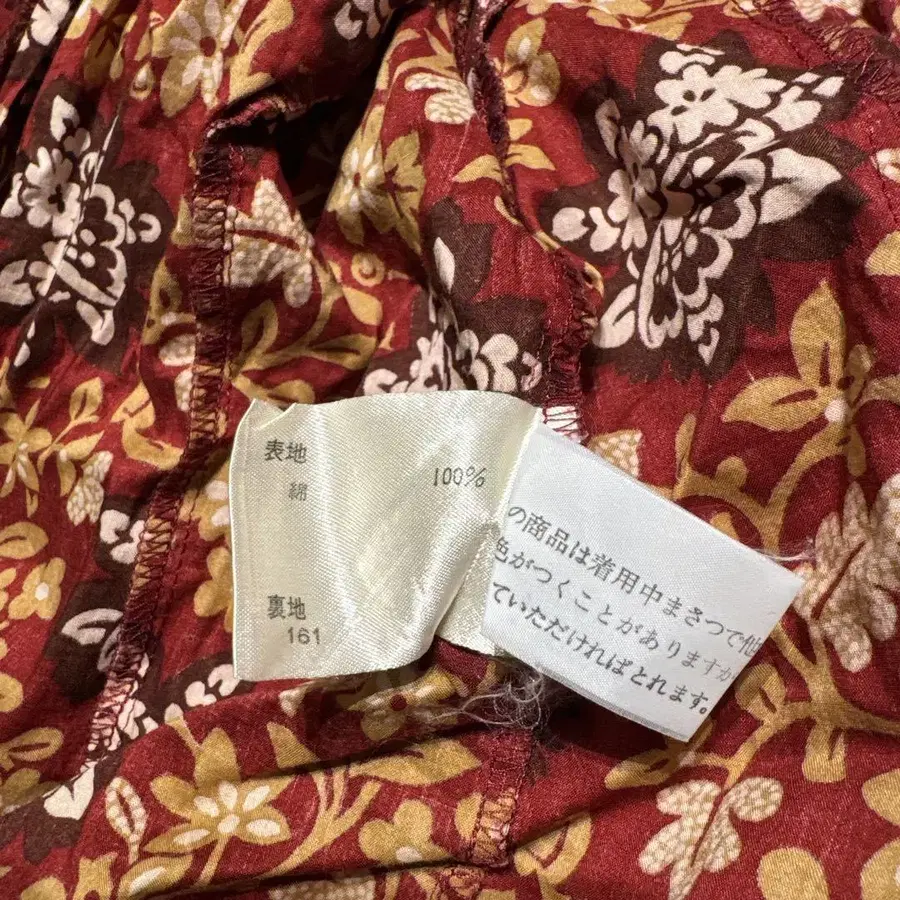 表地
綿 100%
裏地
161
の商品は着用中まさつで他
色がつくことがありますが
ていただければとれます。